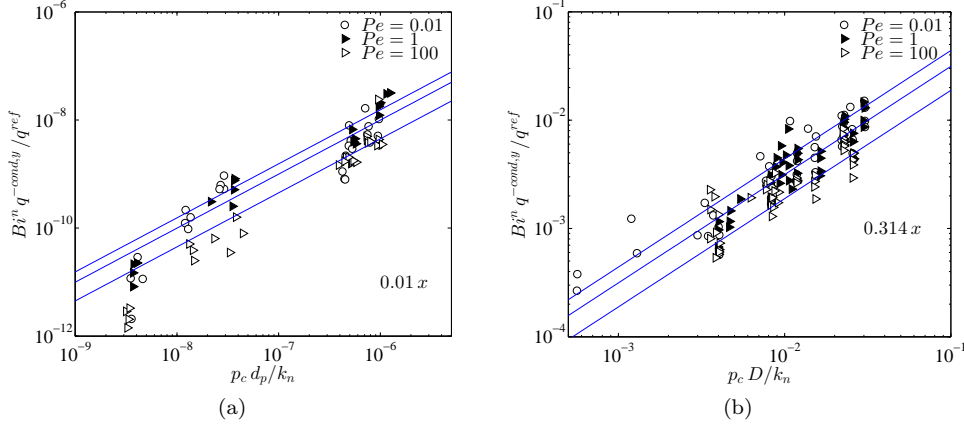 10⁻⁶
10⁻⁸
10⁻¹⁰
10⁻¹²
Biⁿ q^{-cond,y}/q^{ref}
Pe = 0.01
Pe = 1
Pe = 100
0.01 x
10⁻⁹ 10⁻⁸ 10⁻⁷ 10⁻⁶
p_c d_p/k_n
(a)
10⁻¹
10⁻²
10⁻³
10⁻⁴
Biⁿ q^{-cond,y}/q^{ref}
Pe = 0.01
Pe = 1
Pe = 100
0.314 x
10⁻³ 10⁻² 10⁻¹
p_c D/k_n
(b)